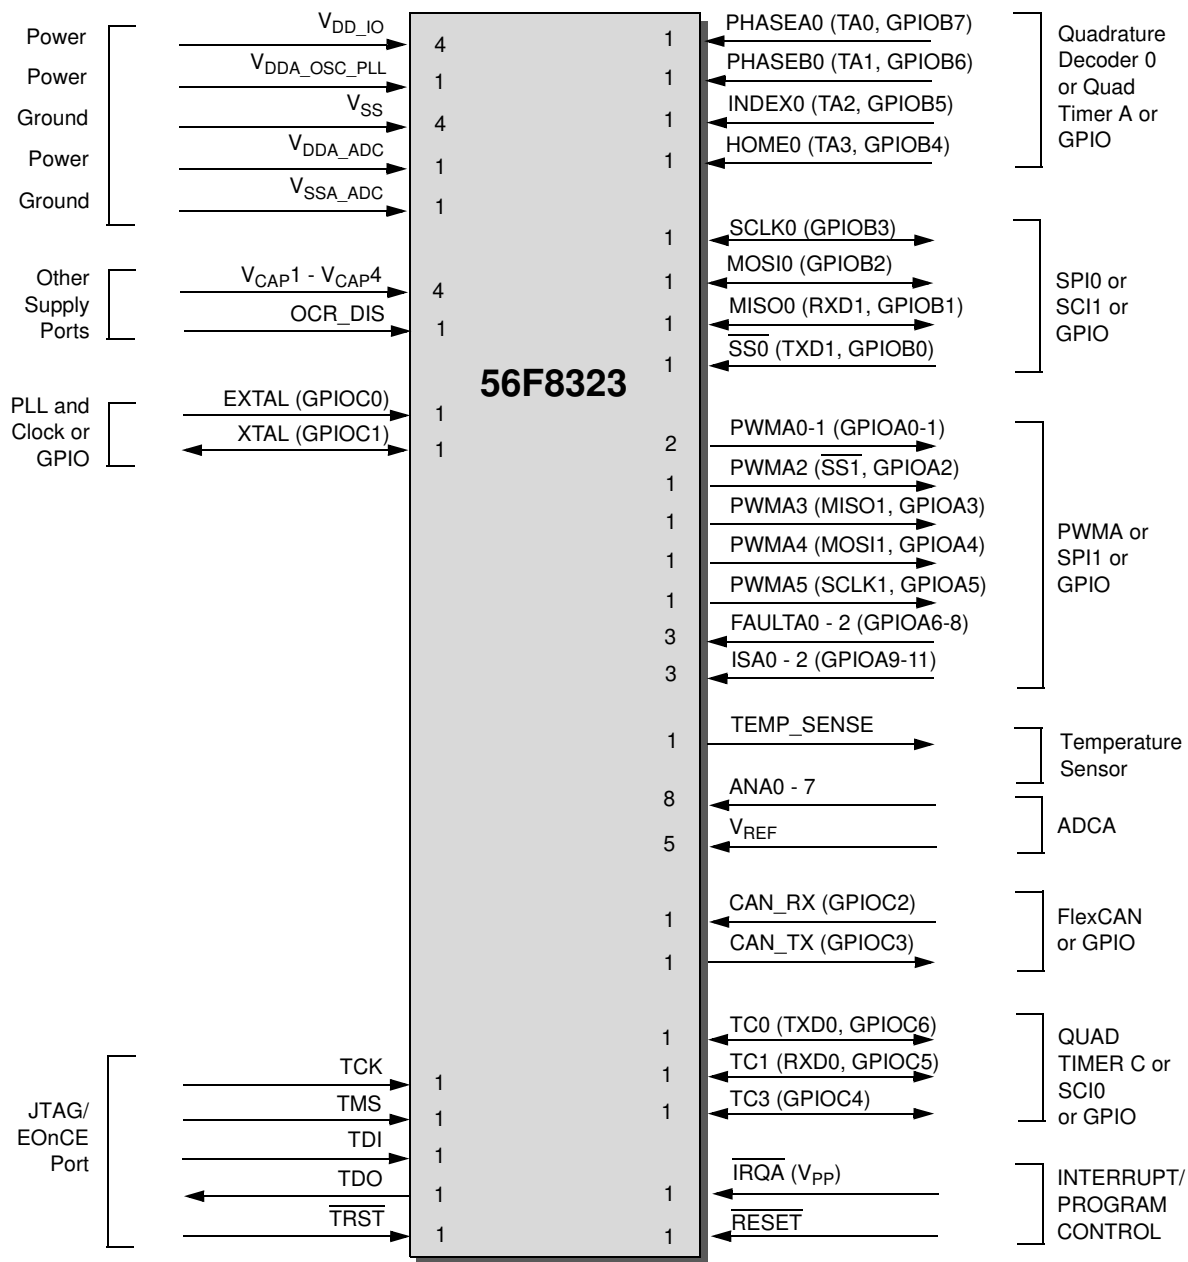 Power
V_DD_IO
4
Power
V_DDA_OSC_PLL
1
Ground
V_SS
4
Power
V_DDA_ADC
1
Ground
V_SSA_ADC
1
Other
Supply
Ports
V_CAP1 - V_CAP4
4
OCR_DIS
1
PLL and
Clock or
GPIO
EXTAL (GPIOC0)
1
XTAL (GPIOC1)
1
JTAG/
EOnCE
Port
TCK
1
TMS
1
TDI
1
TDO
1
T̅R̅S̅T̅
1
56F8323
1
PHASEA0 (TA0, GPIOB7)
1
PHASEB0 (TA1, GPIOB6)
1
INDEX0 (TA2, GPIOB5)
1
HOME0 (TA3, GPIOB4)
Quadrature
Decoder 0
or Quad
Timer A or
GPIO
1
SCLK0 (GPIOB3)
1
MOSI0 (GPIOB2)
1
MISO0 (RXD1, GPIOB1)
1
S̅S̅0̅ (TXD1, GPIOB0)
SPI0 or
SCI1 or
GPIO
2
PWMA0-1 (GPIOA0-1)
1
PWMA2 (S̅S̅1̅, GPIOA2)
1
PWMA3 (MISO1, GPIOA3)
1
PWMA4 (MOSI1, GPIOA4)
1
PWMA5 (SCLK1, GPIOA5)
3
FAULTA0 - 2 (GPIOA6-8)
3
ISA0 - 2 (GPIOA9-11)
PWMA or
SPI1 or
GPIO
1
TEMP_SENSE
Temperature
Sensor
8
ANA0 - 7
5
V_REF
ADCA
1
CAN_RX (GPIOC2)
1
CAN_TX (GPIOC3)
FlexCAN
or GPIO
1
TC0 (TXD0, GPIOC6)
1
TC1 (RXD0, GPIOC5)
1
TC3 (GPIOC4)
QUAD
TIMER C or
SCI0
or GPIO
1
I̅R̅Q̅A̅ (V_PP)
1
R̅E̅S̅E̅T̅
INTERRUPT/
PROGRAM
CONTROL